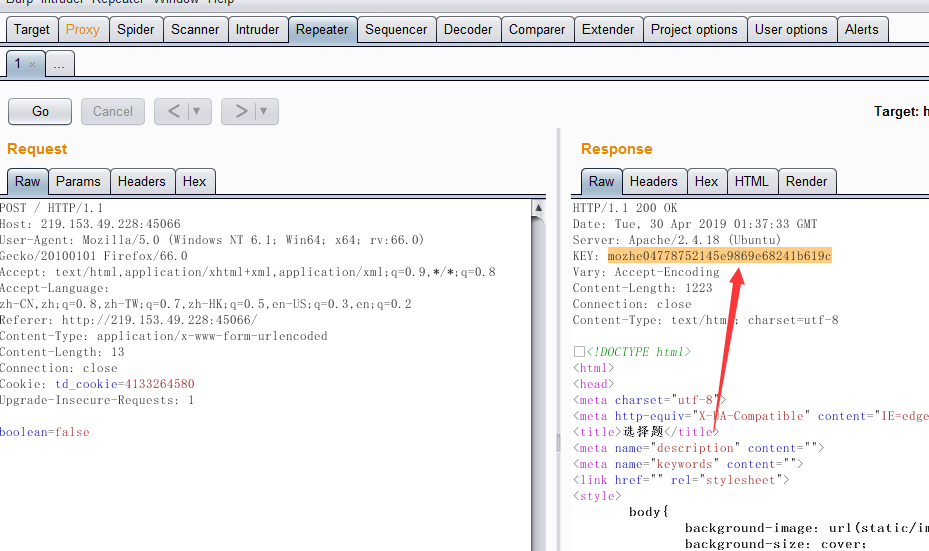 Burp Intruder Repeater Window Help
Target Proxy Spider Scanner Intruder Repeater Sequencer Decoder Comparer Extender Project options User options Alerts
1 × ...
Go Cancel < ▼ > ▼ Target: h
Request
Raw Params Headers Hex
POST / HTTP/1.1
Host: 219.153.49.228:45066
User-Agent: Mozilla/5.0 (Windows NT 6.1; Win64; x64; rv:66.0)
Gecko/20100101 Firefox/66.0
Accept: text/html,application/xhtml+xml,application/xml;q=0.9,*/*;q=0.8
Accept-Language:
zh-CN,zh;q=0.8,zh-TW;q=0.7,zh-HK;q=0.5,en-US;q=0.3,en;q=0.2
Referer: http://219.153.49.228:45066/
Content-Type: application/x-www-form-urlencoded
Content-Length: 13
Connection: close
Cookie: td_cookie=4133264580
Upgrade-Insecure-Requests: 1
boolean=false
Response
Raw Headers Hex HTML Render
HTTP/1.1 200 OK
Date: Tue, 30 Apr 2019 01:37:33 GMT
Server: Apache/2.4.18 (Ubuntu)
KEY: mozhe04778752145e9869e68241b619c
Vary: Accept-Encoding
Content-Length: 1223
Connection: close
Content-Type: text/html; charset=utf-8
<!DOCTYPE html>
<html>
<head>
<meta charset="utf-8">
<meta http-equiv="X-UA-Compatible" content="IE=edge
<title>选择题</title>
<meta name="description" content="">
<meta name="keywords" content="">
<link href="" rel="stylesheet">
<style>
body{
background-image: url(static/im
background-size: cover;